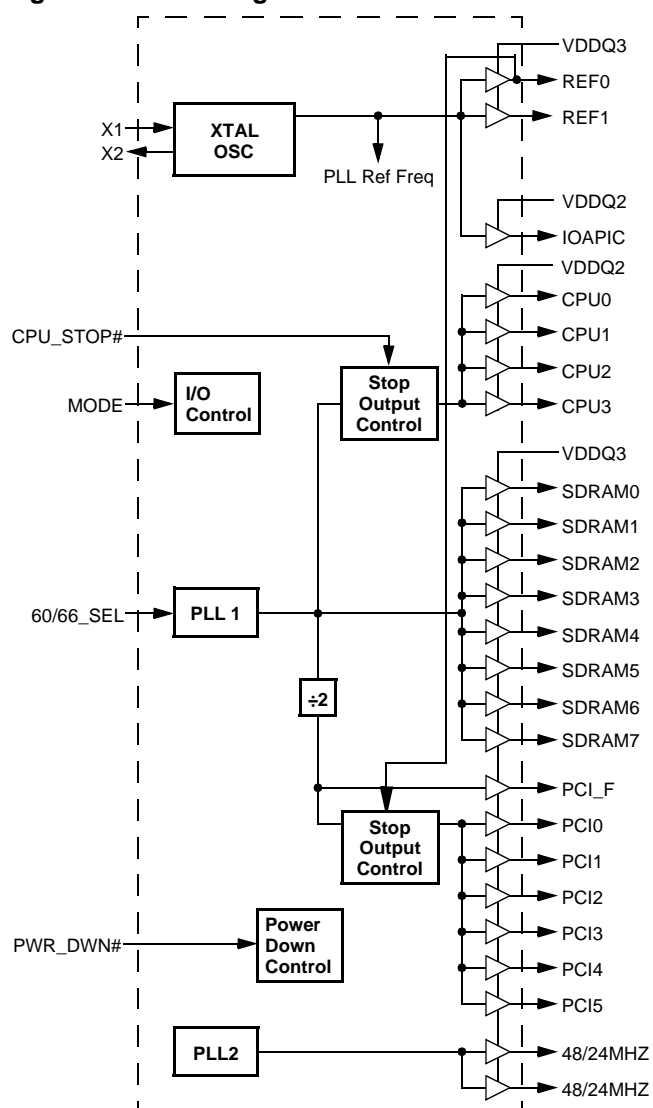 VDDQ3
REF0
REF1
X1
X2
XTAL
OSC
PLL Ref Freq
VDDQ2
IOAPIC
VDDQ2
CPU0
CPU1
CPU2
CPU3
CPU_STOP#
MODE
I/O
Control
Stop
Output
Control
VDDQ3
SDRAM0
SDRAM1
SDRAM2
SDRAM3
SDRAM4
SDRAM5
SDRAM6
SDRAM7
60/66_SEL
PLL 1
÷2
PCI_F
Stop
Output
Control
PCI0
PCI1
PCI2
PCI3
PCI4
PCI5
PWR_DWN#
Power
Down
Control
PLL2
48/24MHZ
48/24MHZ